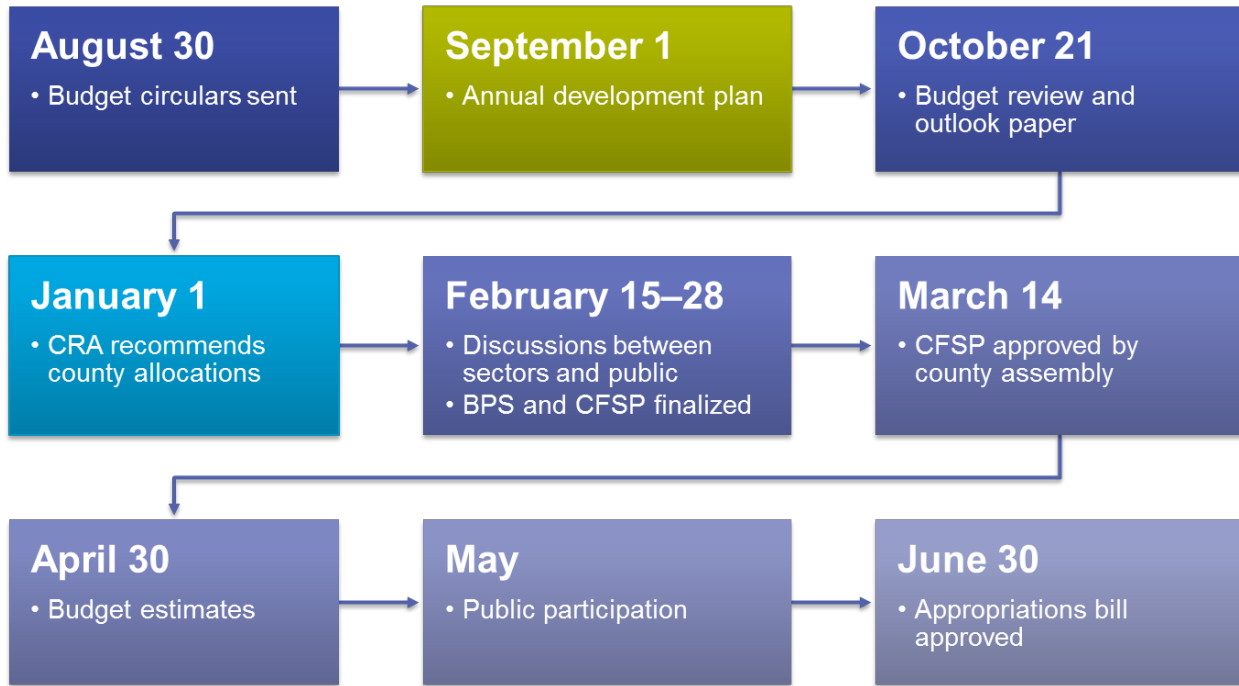 August 30
• Budget circulars sent
September 1
• Annual development plan
October 21
• Budget review and
outlook paper
January 1
• CRA recommends
county allocations
February 15–28
• Discussions between
sectors and public
• BPS and CFSP finalized
March 14
• CFSP approved by
county assembly
April 30
• Budget estimates
May
• Public participation
June 30
• Appropriations bill
approved